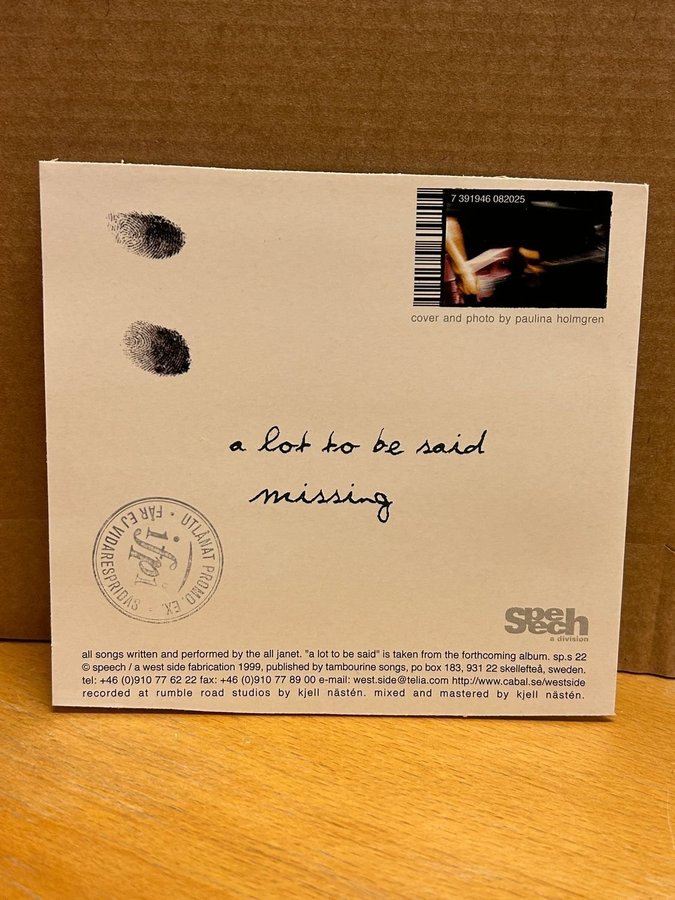 7 391946 082025
cover and photo by paulina holmgren
a lot to be said
missing
UTLÅNAT PROMO. EX. · FÅR EJ VIDARESPRIDAS ·
ifpi
speech
a division
all songs written and performed by the all janet. "a lot to be said" is taken from the forthcoming album. sp.s 22
© speech / a west side fabrication 1999, published by tambourine songs, po box 183, 931 22 skellefteå, sweden.
tel: +46 (0)910 77 62 22 fax: +46 (0)910 77 89 00 e-mail: west.side@telia.com http://www.cabal.se/westside
recorded at rumble road studios by kjell nästén. mixed and mastered by kjell nästén.